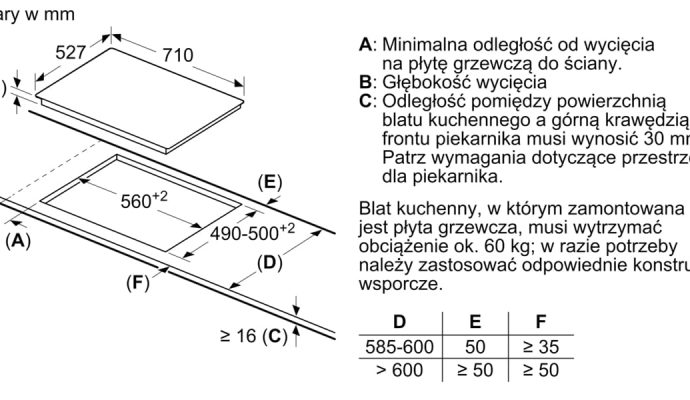 ary w mm
527
710
)
560+2
490-500+2
(E)
(A)
(D)
(F)
≥ 16 (C)
A: Minimalna odległość od wycięcia
na płytę grzewczą do ściany.
B: Głębokość wycięcia
C: Odległość pomiędzy powierzchnią
blatu kuchennego a górną krawędzią
frontu piekarnika musi wynosić 30 mm
Patrz wymagania dotyczące przestrze
dla piekarnika.
Blat kuchenny, w którym zamontowana
jest płyta grzewcza, musi wytrzymać
obciążenie ok. 60 kg; w razie potrzeby
należy zastosować odpowiednie konstru
wsporcze.
D E F
585-600 50 ≥ 35
> 600 ≥ 50 ≥ 50